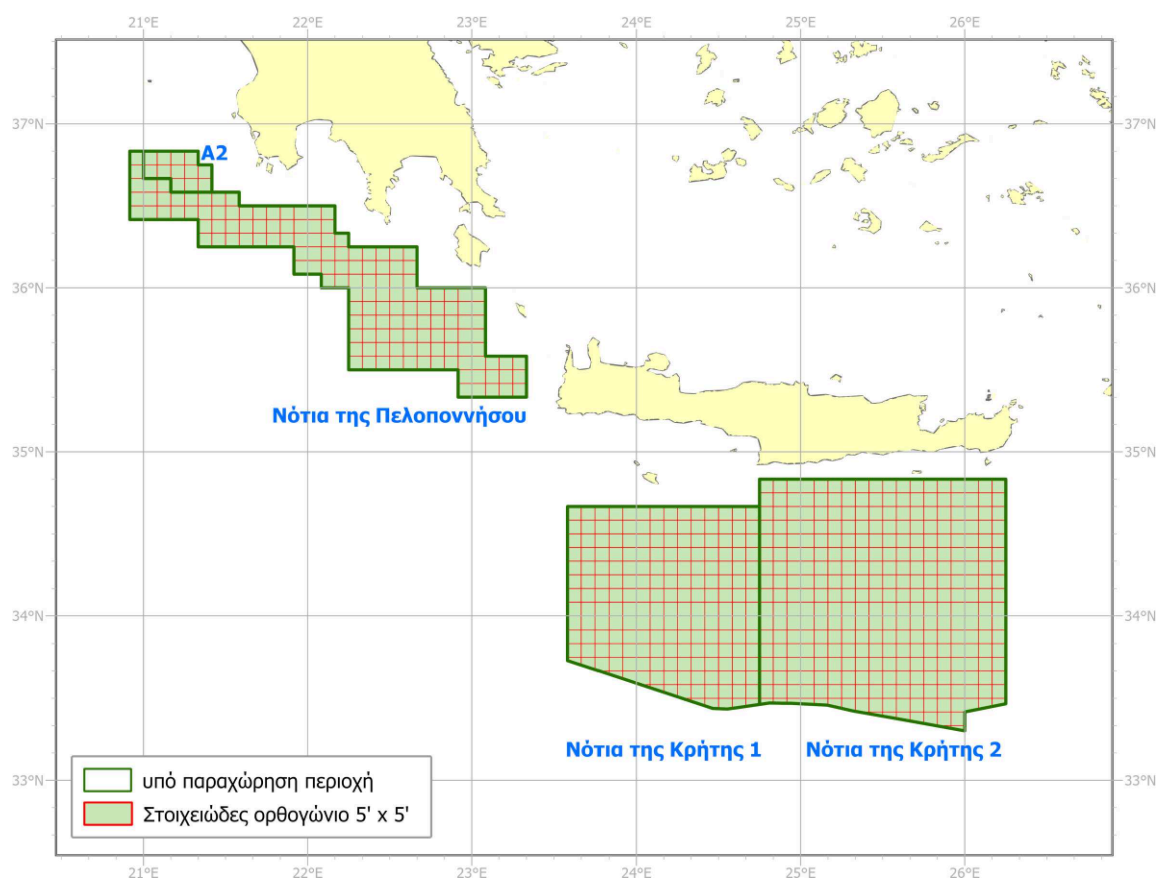 21°E 22°E 23°E 24°E 25°E 26°E
37°N 37°N
A2
36°N 36°N
Νότια της Πελοποννήσου
35°N 35°N
34°N 34°N
Νότια της Κρήτης 1 Νότια της Κρήτης 2
33°N 33°N
υπό παραχώρηση περιοχή
Στοιχειώδες ορθογώνιο 5' x 5'
21°E 22°E 23°E 24°E 25°E 26°E